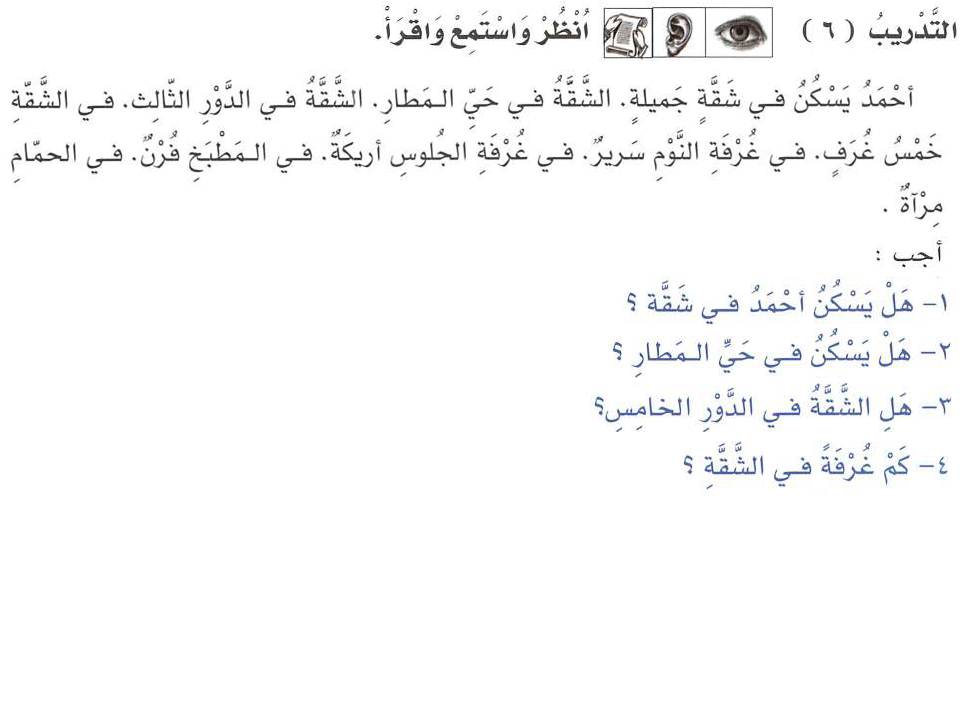 التَّدْرِيبُ ( ٦ ) اُنْظُرْ وَاسْتَمِعْ وَاقْرَأْ.
أحْمَدُ يَسْكُنُ فـي شَقَّةٍ جَميلةٍ. الشَّقَّةُ فـي حَيِّ الـمَطارِ. الشَّقَّةُ فـي الدَّوْرِ الثّالِث. فـي الشَّقّةِ
خَمْسُ غُرَفٍ. فـي غُرْفَةِ النَّوْمِ سَريرٌ. فـي غُرْفَةِ الجُلوسِ أريكَةٌ. فـي الـمَطْبَخِ فُرْنٌ. فـي الحمّامِ
مِرْآةٌ .
أجب :
١– هَلْ يَسْكُنُ أحْمَدُ فـي شَقَّة ؟
٢– هَلْ يَسْكُنُ فـي حَيِّ الـمَطارِ ؟
٣– هَلِ الشَّقَّةُ فـي الدَّوْرِ الخامِسِ؟
٤– كَمْ غُرْفَةً فـي الشَّقَّةِ ؟